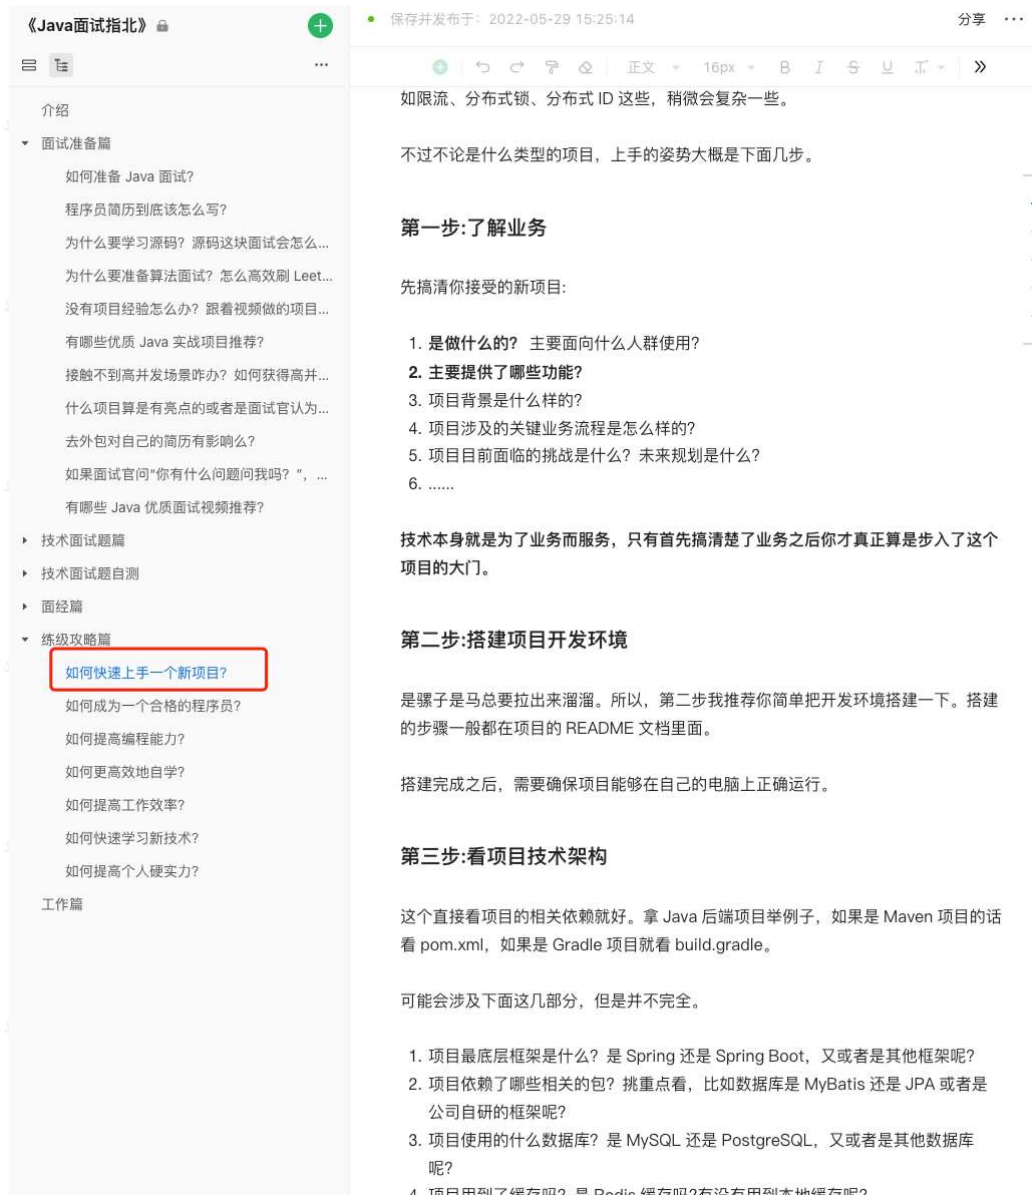 《Java面试指北》
保存并发布于：2022-05-29 15:25:14
分享
正文
16px
B I S U
介绍
面试准备篇
如何准备 Java 面试?
程序员简历到底该怎么写?
为什么要学习源码？源码这块面试会怎么...
为什么要准备算法面试？怎么高效刷 Leet...
没有项目经验怎么办？跟着视频做的项目...
有哪些优质 Java 实战项目推荐?
接触不到高并发场景咋办？如何获得高并...
什么项目算是有亮点的或者是面试官认为...
去外包对自己的简历有影响么?
如果面试官问“你有什么问题问我吗？”，...
有哪些 Java 优质面试视频推荐?
技术面试题篇
技术面试题自测
面经篇
练级攻略篇
如何快速上手一个新项目?
如何成为一个合格的程序员?
如何提高编程能力?
如何更高效地自学?
如何提高工作效率?
如何快速学习新技术?
如何提高个人硬实力?
工作篇
如限流、分布式锁、分布式 ID 这些，稍微会复杂一些。
不过不论是什么类型的项目，上手的姿势大概是下面几步。
第一步:了解业务
先搞清你接受的新项目:
1. 是做什么的？ 主要面向什么人群使用？
2. 主要提供了哪些功能?
3. 项目背景是什么样的?
4. 项目涉及的关键业务流程是怎么样的?
5. 项目目前面临的挑战是什么？未来规划是什么？
6. ......
技术本身就是为了业务而服务，只有首先搞清楚了业务之后你才真正算是步入了这个
项目的大门。
第二步:搭建项目开发环境
是骡子是马总要拉出来溜溜。所以，第二步我推荐你简单把开发环境搭建一下。搭建
的步骤一般都在项目的 README 文档里面。
搭建完成之后，需要确保项目能够在自己的电脑上正确运行。
第三步:看项目技术架构
这个直接看项目的相关依赖就好。拿 Java 后端项目举例子，如果是 Maven 项目的话
看 pom.xml，如果是 Gradle 项目就看 build.gradle。
可能会涉及下面这几部分，但是并不完全。
1. 项目最底层框架是什么？是 Spring 还是 Spring Boot，又或者是其他框架呢?
2. 项目依赖了哪些相关的包？挑重点看，比如数据库是 MyBatis 还是 JPA 或者是
公司自研的框架呢?
3. 项目使用的什么数据库？是 MySQL 还是 PostgreSQL，又或者是其他数据库
呢?
4. 项目用到了缓存吗? 是 Redis 缓存吗?有没有用到本地缓存呢?